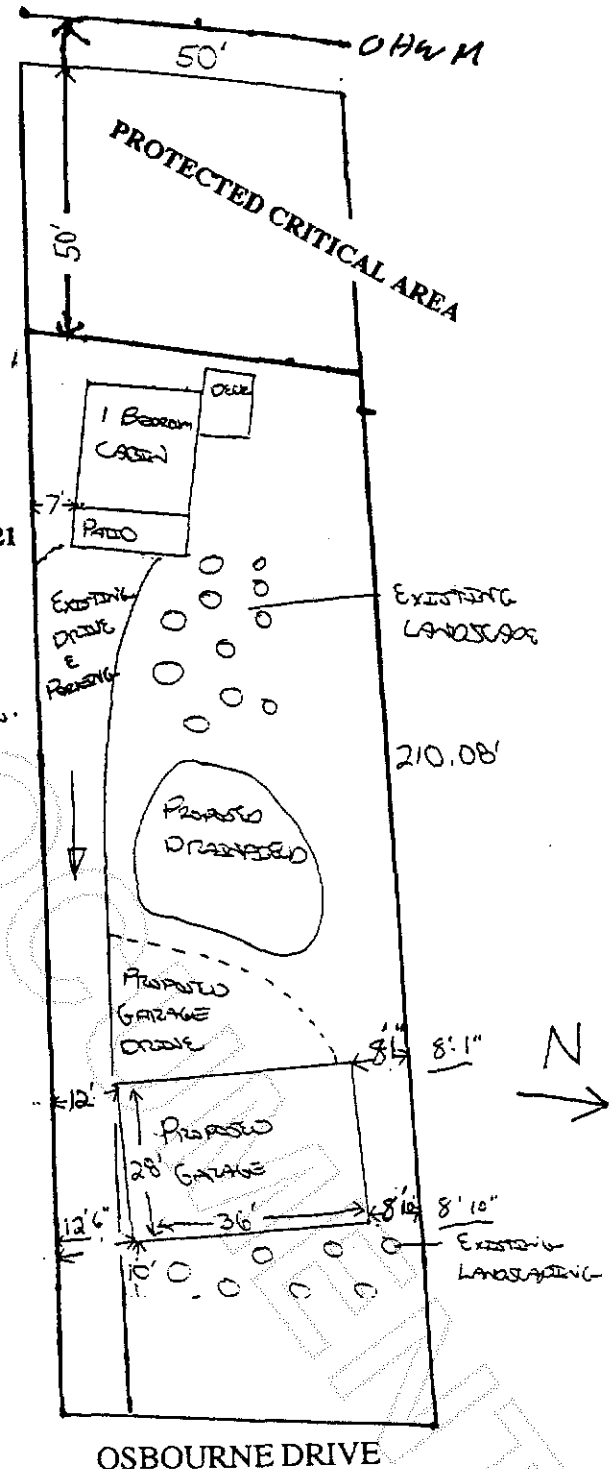 OHWM
50'
PROTECTED CRITICAL AREA
50'
DECK
1 BEDROOM
CABIN
7'
PATIO
21
EXISTING
DRIVE
&
PARKING
EXISTING
LANDSCAPE
210.08'
PROPOSED
DRAINFIELD
PROPOSED
GARAGE
DRIVE
8'1"
8'1"
N
12'
PROPOSED
GARAGE
28'
36'
8'10"
8'10"
12'6"
10'
EXISTING
LANDSCAPING
OSBOURNE DRIVE